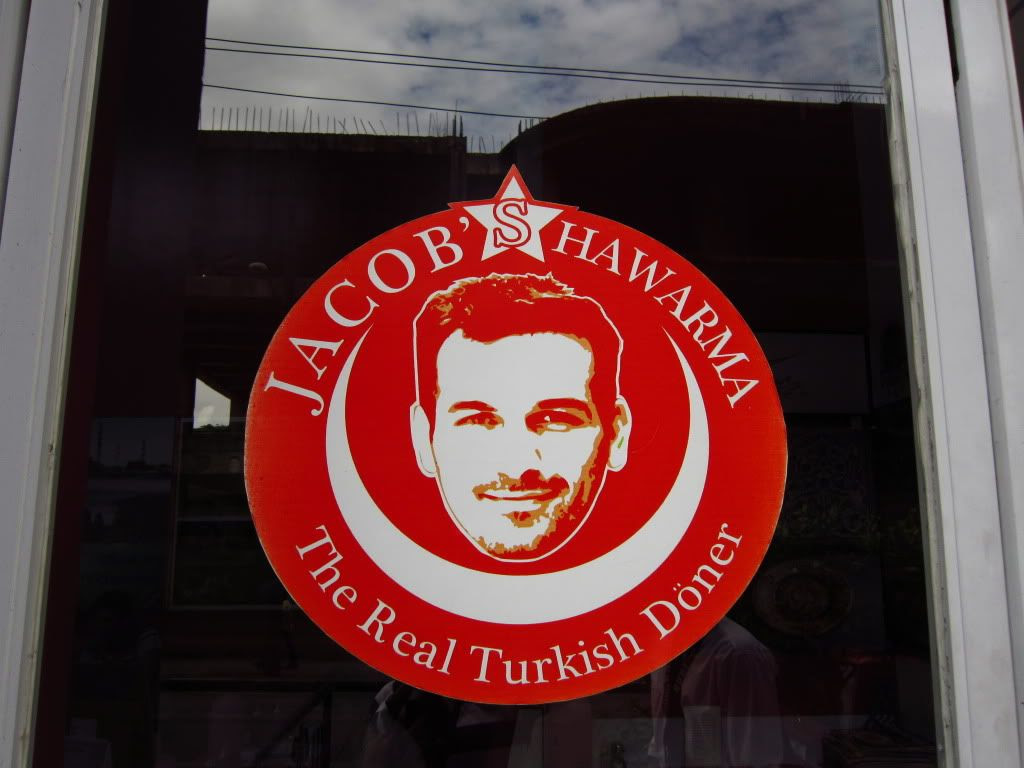 JACOB'SHAWARMA
The Real Turkish Döner